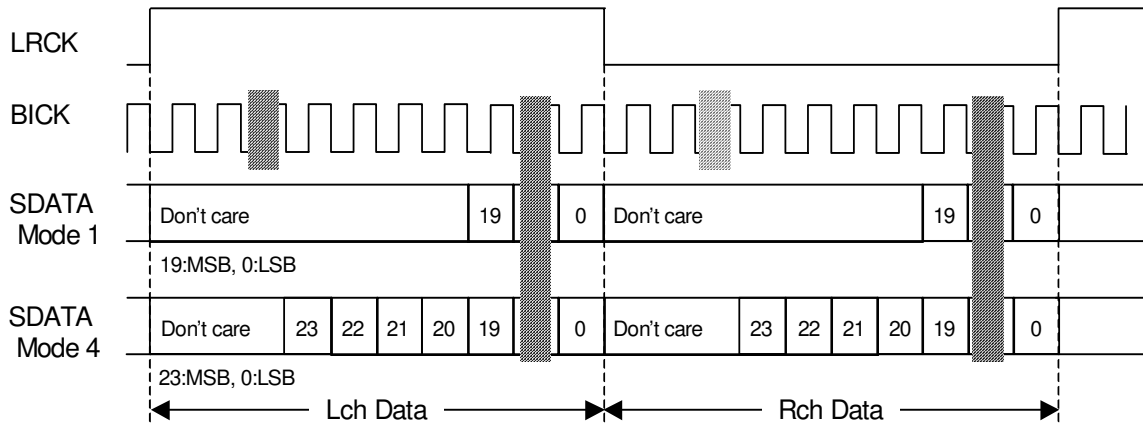 LRCK
BICK
SDATA
Mode 1
Don't care 19 0 Don't care 19 0
19:MSB, 0:LSB
SDATA
Mode 4
Don't care 23 22 21 20 19 0 Don't care 23 22 21 20 19 0
23:MSB, 0:LSB
Lch Data Rch Data